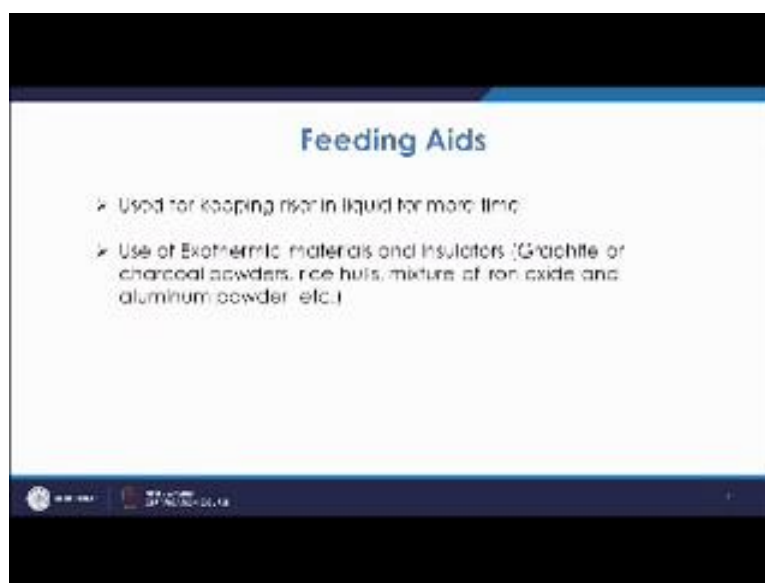 Feeding Aids
➤ Used for keeping riser in liquid for more time
➤ Use of Exothermic materials and Insulators (Graphite or
charcoal powders, rice hulls, mixture of iron oxide and
aluminum powder etc.)